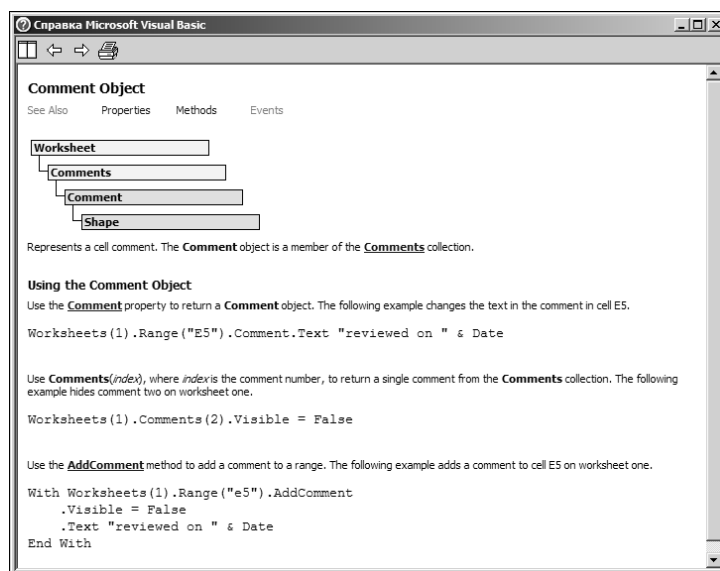 Справка Microsoft Visual Basic
Comment Object
See Also Properties Methods Events
Worksheet
Comments
Comment
Shape
Represents a cell comment. The Comment object is a member of the Comments collection.
Using the Comment Object
Use the Comment property to return a Comment object. The following example changes the text in the comment in cell E5.
Worksheets(1).Range("E5").Comment.Text "reviewed on " & Date
Use Comments(index), where index is the comment number, to return a single comment from the Comments collection. The following
example hides comment two on worksheet one.
Worksheets(1).Comments(2).Visible = False
Use the AddComment method to add a comment to a range. The following example adds a comment to cell E5 on worksheet one.
With Worksheets(1).Range("e5").AddComment
    .Visible = False
    .Text "reviewed on " & Date
End With